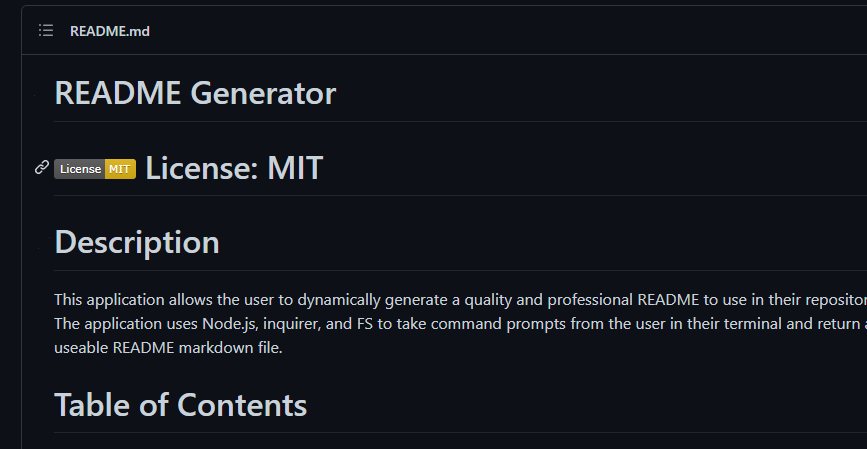 README.md
README Generator
License MIT License: MIT
Description
This application allows the user to dynamically generate a quality and professional README to use in their
The application uses Node.js, inquirer, and FS to take command prompts from the user in their terminal and return
useable README markdown file.
Table of Contents